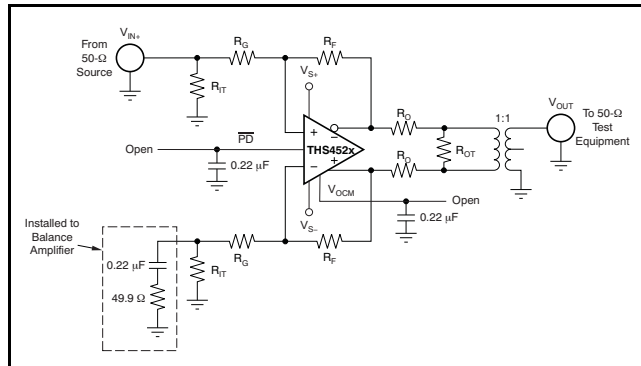 V_IN+
From
50-Ω
Source
R_G
R_F
R_IT
V_S+
PD
Open
0.22 µF
+
−
THS452x
−
+
R_O
R_O
R_OT
1:1
V_OUT
To 50-Ω
Test
Equipment
V_OCM
Open
V_S−
0.22 µF
Installed to
Balance
Amplifier
0.22 µF
49.9 Ω
R_IT
R_G
R_F